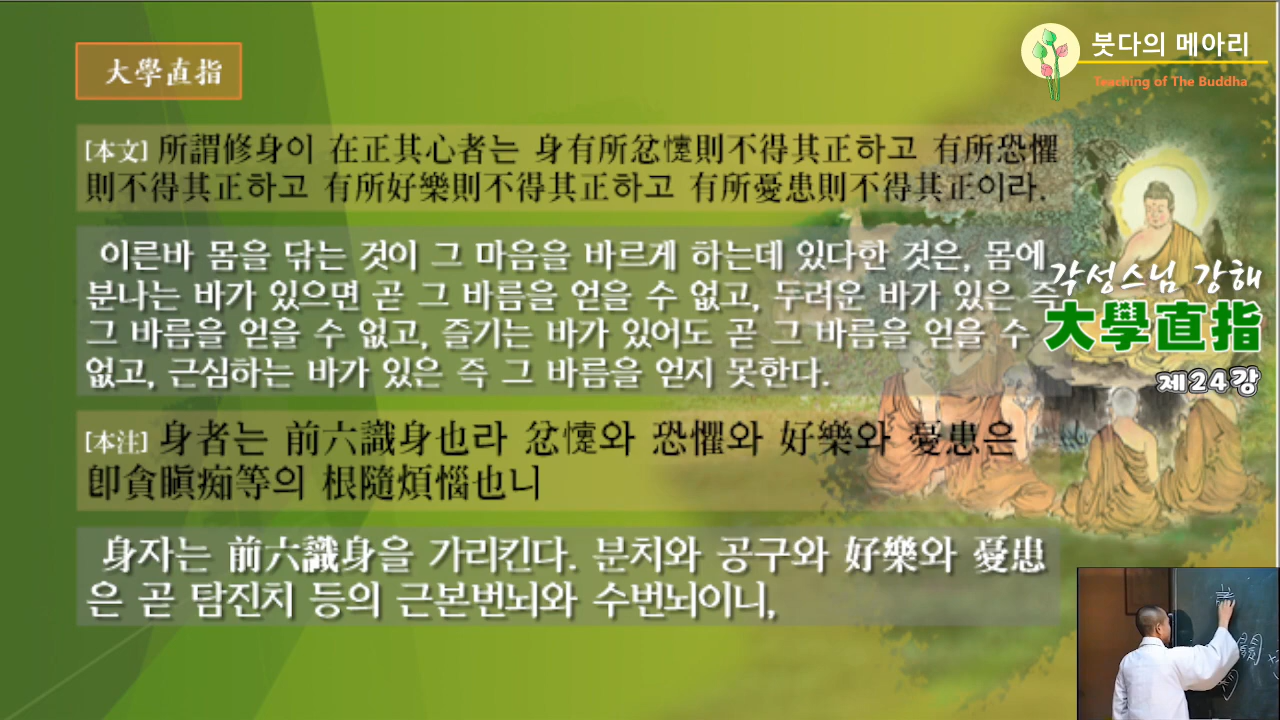 大學直指
붓다의 메아리
Teaching of The Buddha
[本文] 所謂修身이 在正其心者는 身有所忿懥則不得其正하고 有所恐懼
則不得其正하고 有所好樂則不得其正하고 有所憂患則不得其正이라.
이른바 몸을 닦는 것이 그 마음을 바르게 하는데 있다한 것은, 몸에
분나는 바가 있으면 곧 그 바름을 얻을 수 없고, 두려운 바가 있은 즉
그 바름을 얻을 수 없고, 즐기는 바가 있어도 곧 그 바름을 얻을 수
없고, 근심하는 바가 있은 즉 그 바름을 얻지 못한다.
각성스님 강해
大學直指
제24강
[本注] 身者는 前六識身也라 忿懥와 恐懼와 好樂와 憂患은
卽貪瞋痴等의 根隨煩惱也니
身자는 前六識身을 가리킨다. 분치와 공구와 好樂와 憂患
은 곧 탐진치 등의 근본번뇌와 수번뇌이니,